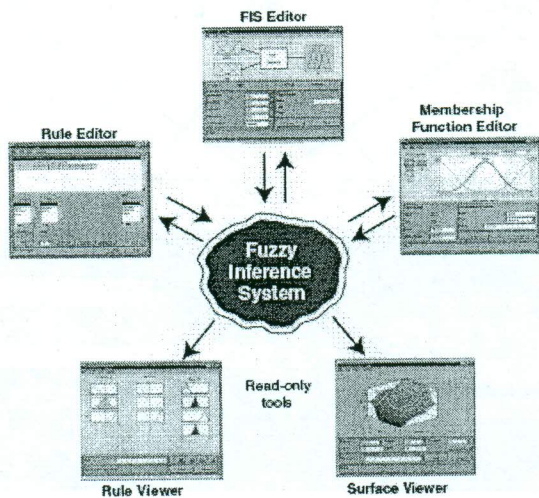 FIS Editor
Membership
Function Editor
Rule Editor
Fuzzy
Inference
System
Read-only
tools
Rule Viewer
Surface Viewer